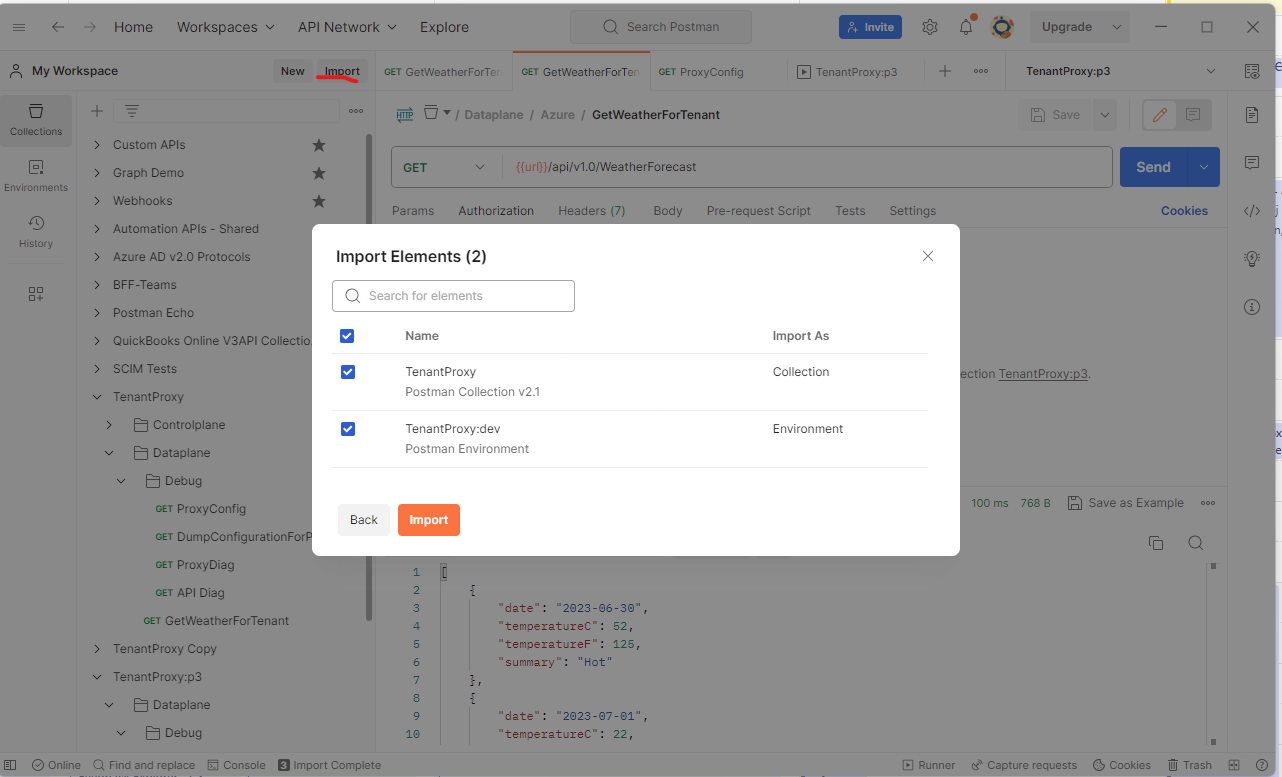 Home Workspaces API Network Explore Search Postman Invite Upgrade
My Workspace New Import GET GetWeatherForTen GET GetWeatherForTen GET ProxyConfig TenantProxy:p3 TenantProxy:p3
Collections
Environments
History
Custom APIs
Graph Demo
Webhooks
Automation APIs - Shared
Azure AD v2.0 Protocols
BFF-Teams
Postman Echo
QuickBooks Online V3API Collectio
SCIM Tests
TenantProxy
Controlplane
Dataplane
Debug
GET ProxyConfig
GET DumpConfigurationForP
GET ProxyDiag
GET API Diag
GET GetWeatherForTenant
TenantProxy Copy
TenantProxy:p3
Dataplane
Debug
HTTP / Dataplane / Azure / GetWeatherForTenant Save
GET {{url}}/api/v1.0/WeatherForecast Send
Params Authorization Headers (7) Body Pre-request Script Tests Settings Cookies
Import Elements (2)
Search for elements
Name Import As
TenantProxy Collection
Postman Collection v2.1
TenantProxy:dev Environment
Postman Environment
Back Import
ection TenantProxy:p3.
100 ms 768 B Save as Example
1 [
2 {
3 "date": "2023-06-30",
4 "temperatureC": 52,
5 "temperatureF": 125,
6 "summary": "Hot"
7 },
8 {
9 "date": "2023-07-01",
10 "temperatureC": 22,
Online Find and replace Console 3 Import Complete Runner Capture requests Cookies Trash